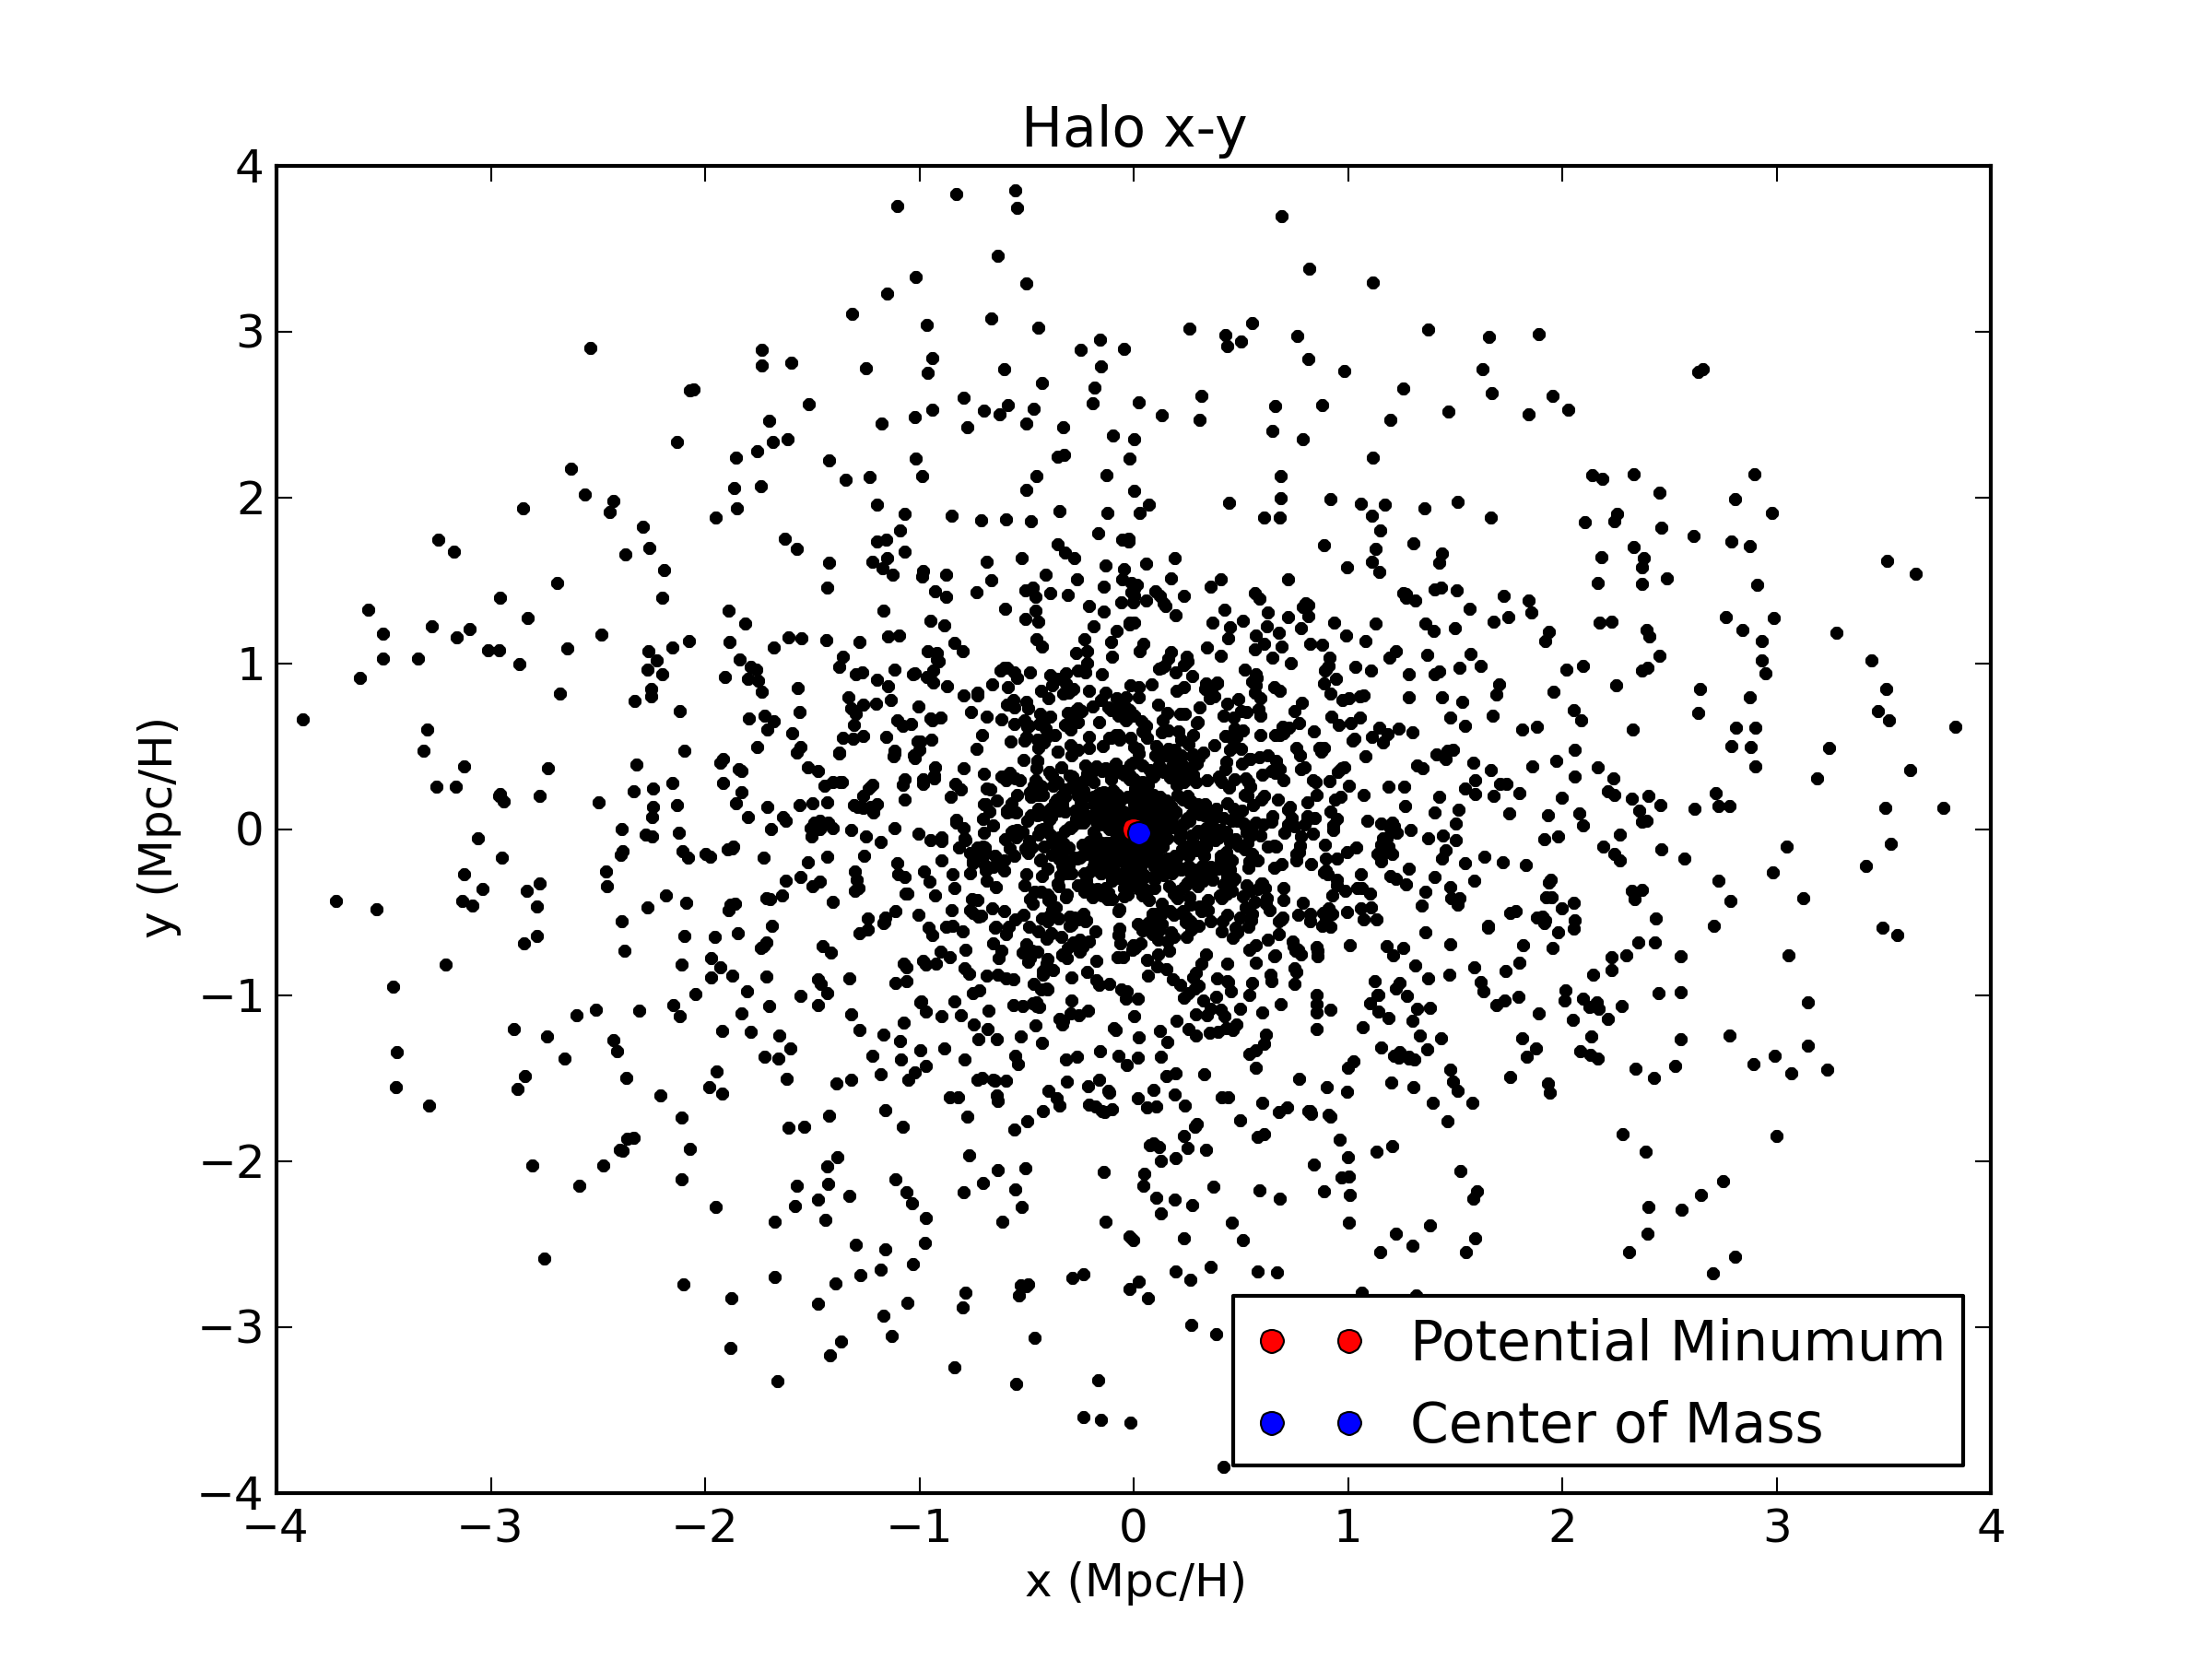 Halo x-y
4
3
2
1
0
−1
−2
−3
−4
y (Mpc/H)
Potential Minumum
Center of Mass
−4 −3 −2 −1 0 1 2 3 4
x (Mpc/H)